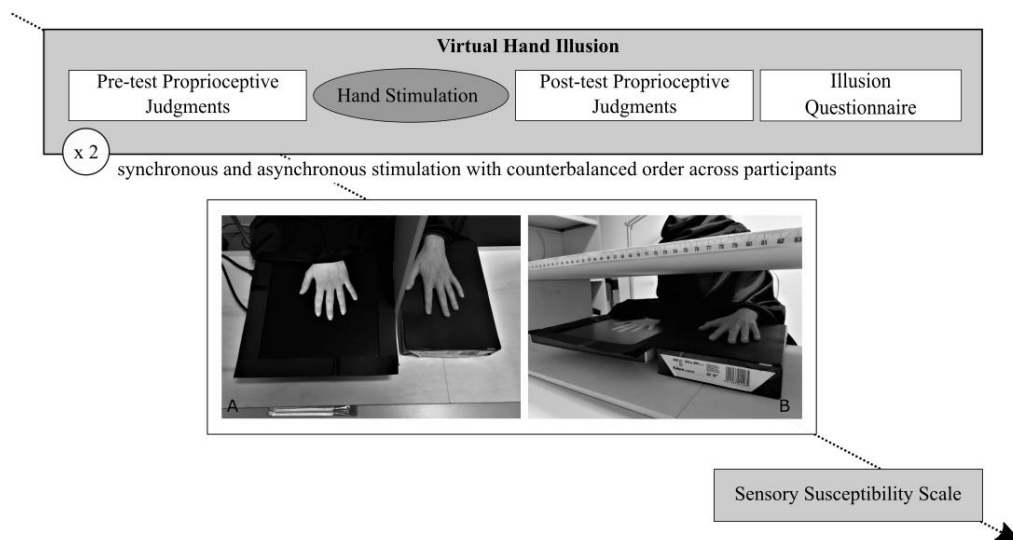 Virtual Hand Illusion
Pre-test Proprioceptive
Judgments
Hand Stimulation
Post-test Proprioceptive
Judgments
Illusion
Questionnaire
x 2
synchronous and asynchronous stimulation with counterbalanced order across participants
A
B
Sensory Susceptibility Scale